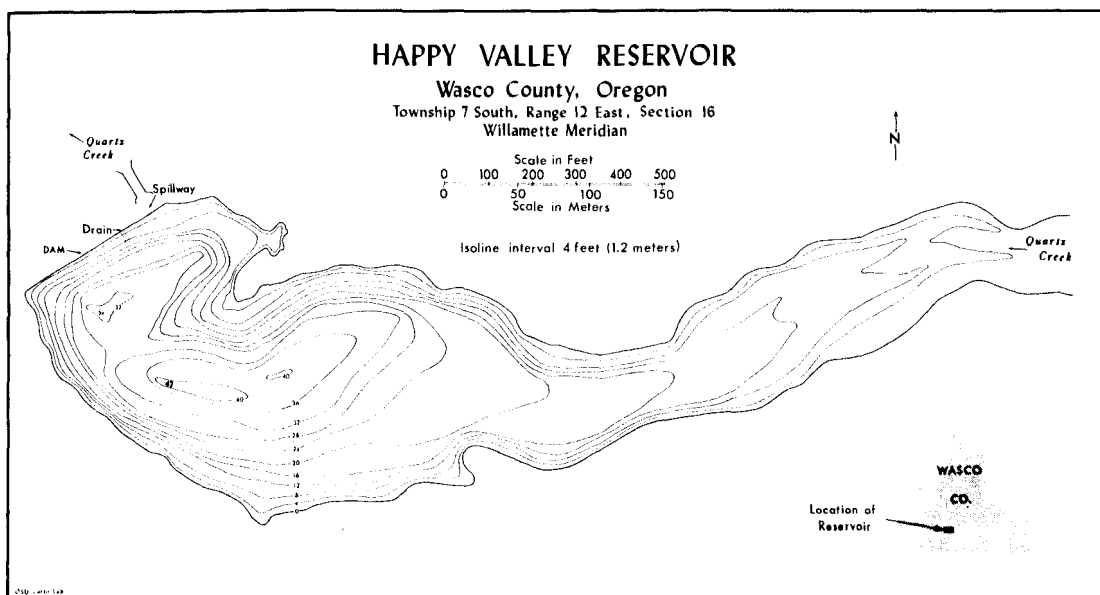 HAPPY VALLEY RESERVOIR
Wasco County, Oregon
Township 7 South, Range 12 East, Section 16
Willamette Meridian
N
Scale in Feet
0 100 200 300 400 500
0 50 100 150
Scale in Meters
Isoline interval 4 feet (1.2 meters)
Quartz
Creek
Spillway
Drain
DAM
Quartz
Creek
32
40
40
36
32
28
24
20
16
12
8
4
0
WASCO
CO.
Location of
Reservoir